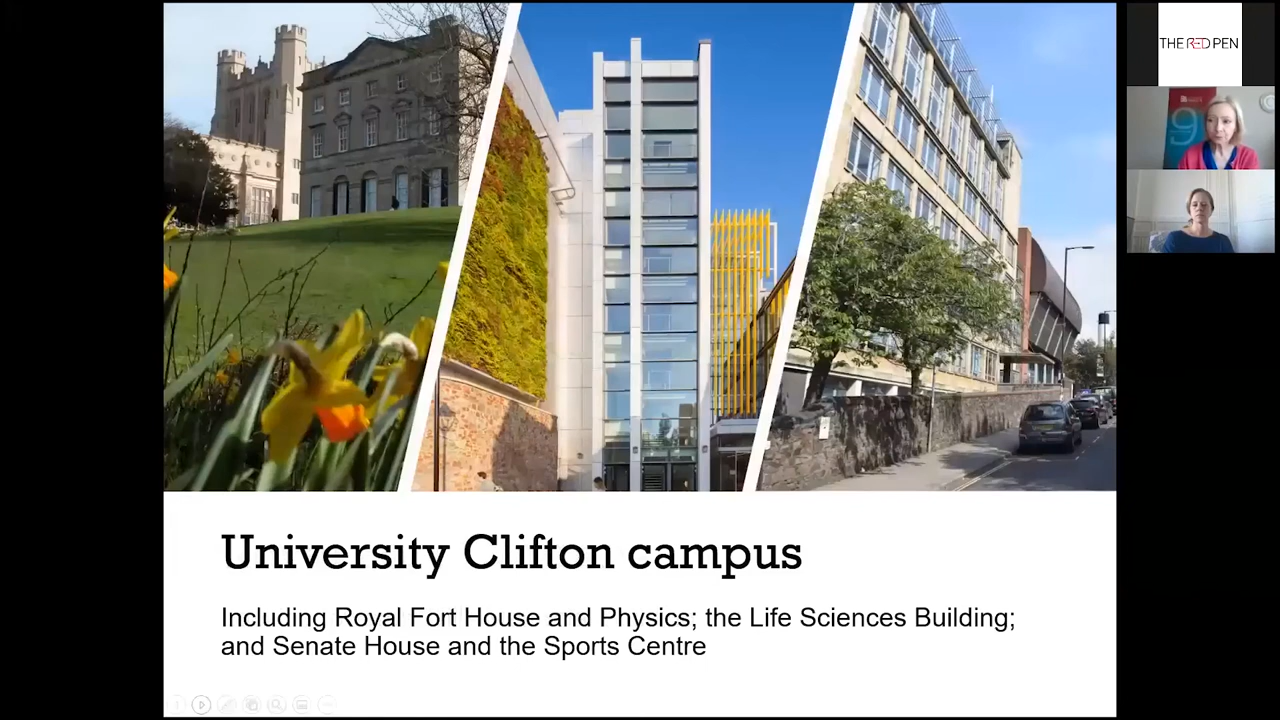 THE RED PEN
9
University Clifton campus
Including Royal Fort House and Physics; the Life Sciences Building;
and Senate House and the Sports Centre